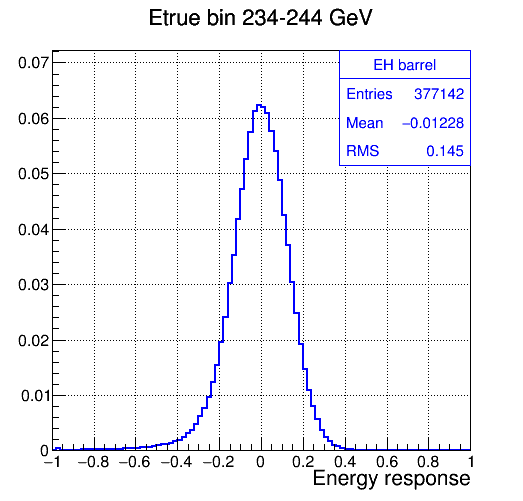 Etrue bin 234-244 GeV
EH barrel
Entries 377142
Mean −0.01228
RMS 0.145
0.07
0.06
0.05
0.04
0.03
0.02
0.01
0
−1 −0.8 −0.6 −0.4 −0.2 0 0.2 0.4 0.6 0.8 1
Energy response